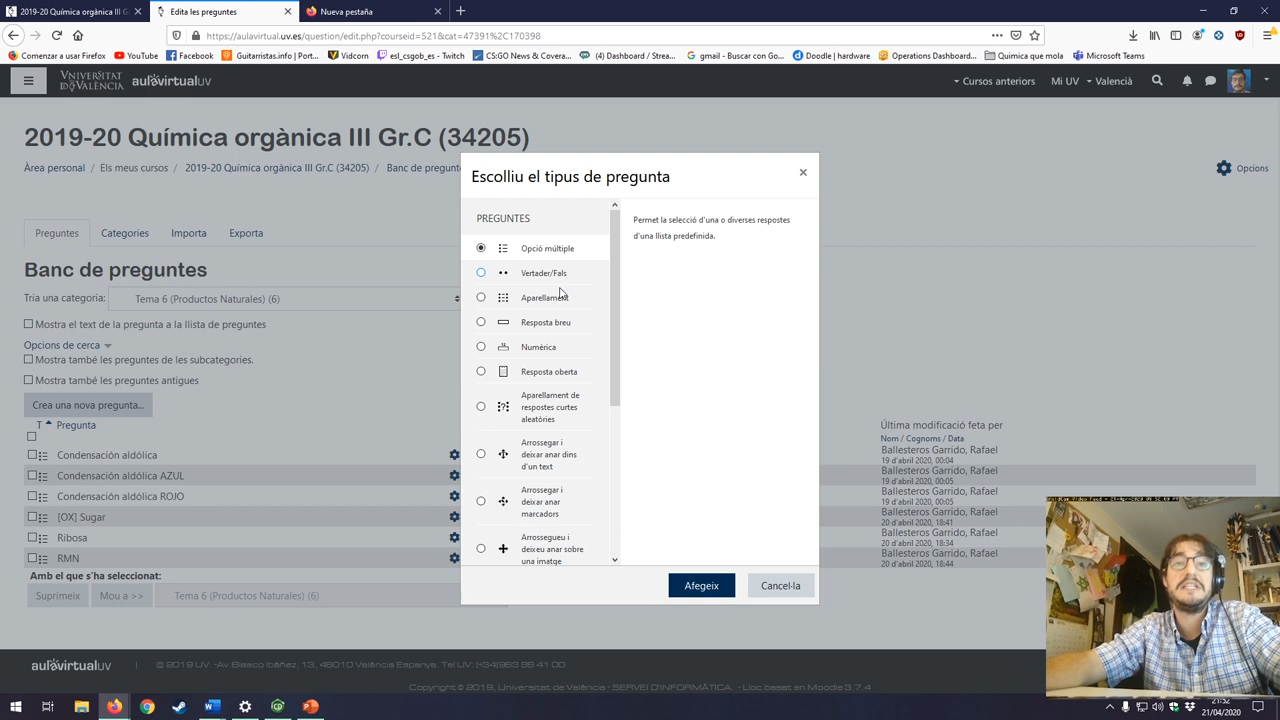 2019-20 Química orgànica III Gr.C
Edita les preguntes
Nueva pestaña
https://aulavirtual.uv.es/question/edit.php?courseid=521&cat=47391%2C170398
Comenzar a usar Firefox
YouTube
Facebook
Guitarristas.info - Port...
Vidcorn
esl_csgob_es - Twitch
CS:GO News & Covera...
(4) Dashboard / Strea...
gmail - Buscar con Go...
Doodle | hardware
Operations Dashboard...
Quimica que mola
Microsoft Teams
VNIVERSITAT
DE VALÈNCIA
aulavirtualuv
Cursos anteriors
Mi UV
Valencià
2019-20 Química orgànica III Gr.C (34205)
Àrea personal / Els meus cursos / 2019-20 Química orgànica III Gr.C (34205) / Banc de pregunt
Opcions
Preguntes
Categories
Importa
Exporta
Banc de preguntes
Tria una categoria:
Tema 6 (Productos Naturales) (6)
Mostra el text de la pregunta a la llista de preguntes
Opcions de cerca
Mostra també les preguntes de les subcategories.
Mostra també les preguntes antigues
Crea una nova pregunta...
T Pregunta
Condensación aldólica
Condensación aldólica AZUL
Condensación aldólica ROJO
[OX] Sugar
Ribosa
RMN
Amb el que s'ha seleccionat:
Suprimeix
Mou a >>
Tema 6 (Productos Naturales) (6)
Escolliu el tipus de pregunta
×
PREGUNTES
Opció múltiple
Vertader/Fals
Aparellament
Resposta breu
Numèrica
Resposta oberta
Aparellament de
respostes curtes
aleatòries
Arrossegar i
deixar anar dins
d'un text
Arrossegar i
deixar anar
marcadors
Arrossegueu i
deixeu anar sobre
una imatge
Permet la selecció d'una o diverses respostes
d'una llista predefinida.
Afegeix
Cancel·la
Última modificació feta per
Nom / Cognoms / Data
Ballesteros Garrido, Rafael
19 d'abril 2020, 00:04
Ballesteros Garrido, Rafael
19 d'abril 2020, 00:05
Ballesteros Garrido, Rafael
19 d'abril 2020, 00:05
Ballesteros Garrido, Rafael
20 d'abril 2020, 18:41
Ballesteros Garrido, Rafael
20 d'abril 2020, 18:34
Ballesteros Garrido, Rafael
20 d'abril 2020, 18:44
aulavirtualuv
© 2019 UV. -Av. Blasco Ibáñez, 13. 46010 València. Espanya. Tel UV: (+34)963 86 41 00
Copyright © 2019, Universitat de València - SERVEI D'INFORMÀTICA. - Lloc basat en Moodle 3.7.4
21:52
21/04/2020